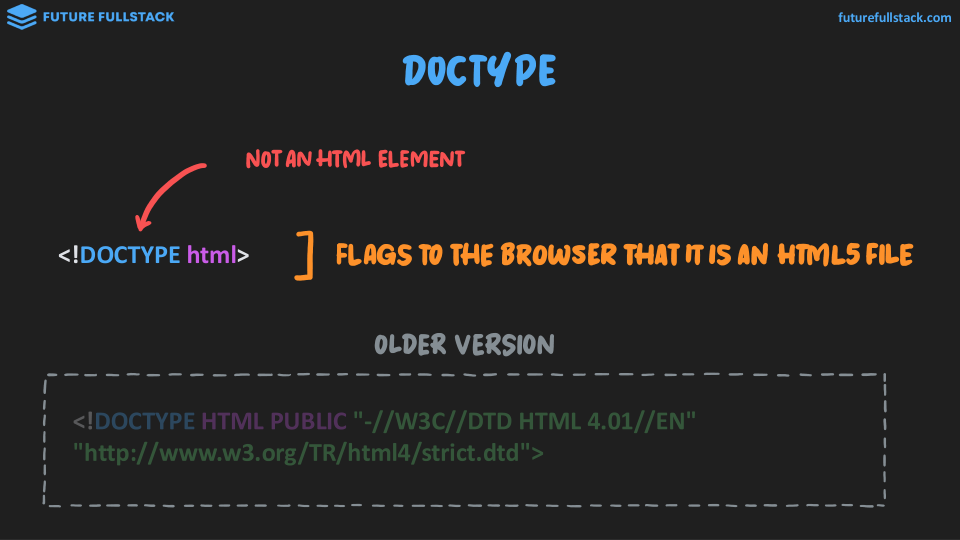 FUTURE FULLSTACK
futurefullstack.com
DOCTYPE
NOT AN HTML ELEMENT
<!DOCTYPE html>
FLAGS TO THE BROWSER THAT IT IS AN HTML5 FILE
OLDER VERSION
<!DOCTYPE HTML PUBLIC "-//W3C//DTD HTML 4.01//EN"
"http://www.w3.org/TR/html4/strict.dtd">